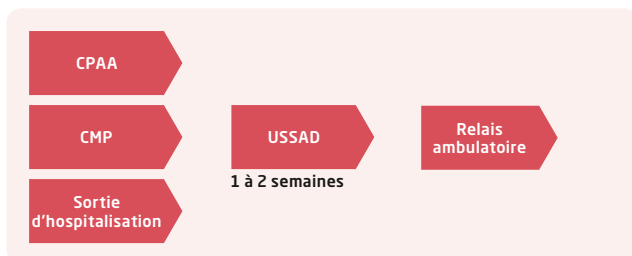 CPAA
CMP
Sortie
d'hospitalisation
USSAD
1 à 2 semaines
Relais
ambulatoire